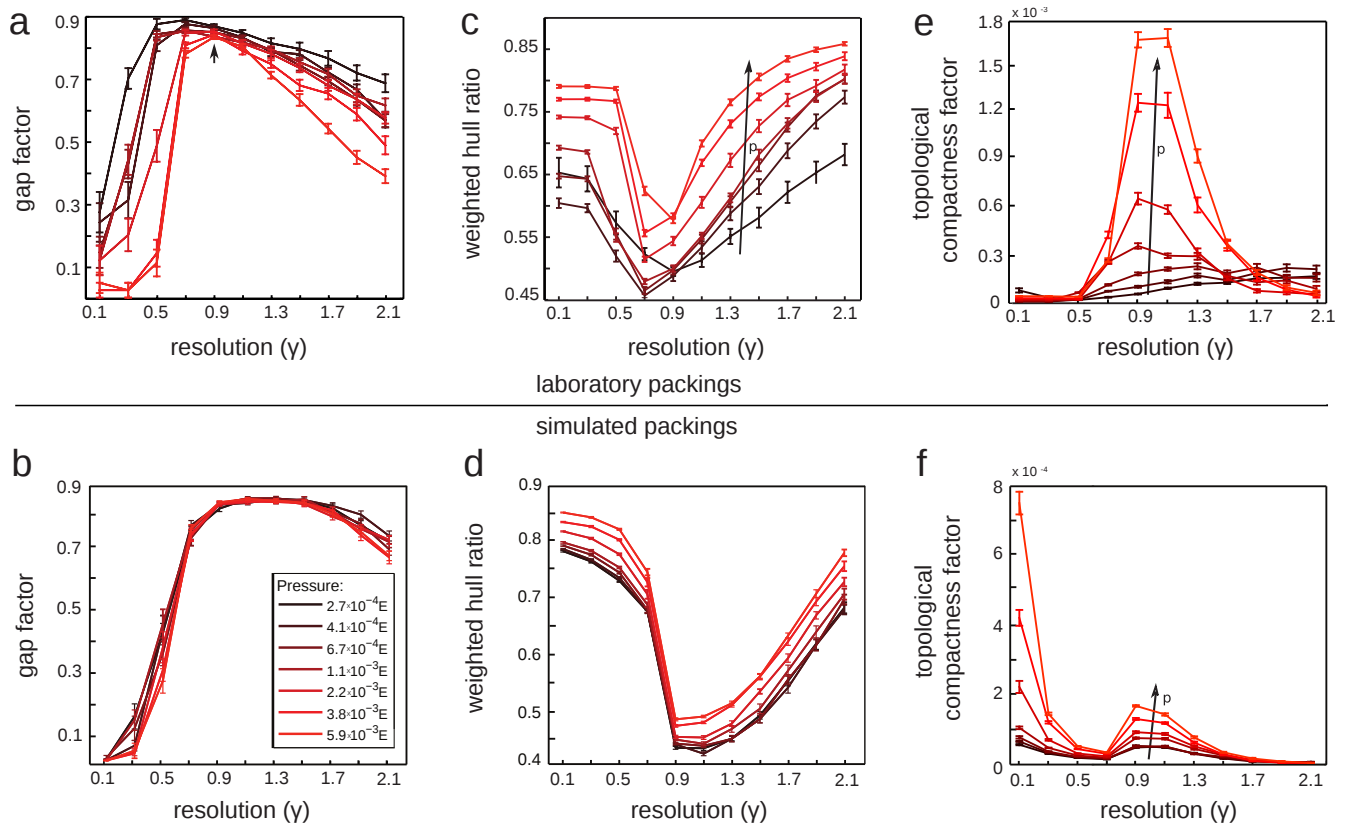 a
gap factor
0.9
0.7
0.5
0.3
0.1
0.1 0.5 0.9 1.3 1.7 2.1
resolution (γ)
c
weighted hull ratio
0.85
0.75
0.65
0.55
0.45
p
0.1 0.5 0.9 1.3 1.7 2.1
resolution (γ)
e
topological
compactness factor
x 10 -3
1.8
1.5
1.2
0.9
0.6
0.3
0
p
0.1 0.5 0.9 1.3 1.7 2.1
resolution (γ)
laboratory packings
simulated packings
b
gap factor
0.9
0.7
0.5
0.3
0.1
Pressure:
2.7×10⁻⁴E
4.1×10⁻⁴E
6.7×10⁻⁴E
1.1×10⁻³E
2.2×10⁻³E
3.8×10⁻³E
5.9×10⁻³E
0.1 0.5 0.9 1.3 1.7 2.1
resolution (γ)
d
weighted hull ratio
0.9
0.8
0.7
0.6
0.5
0.4
0.1 0.5 0.9 1.3 1.7 2.1
resolution (γ)
f
topological
compactness factor
x 10 -4
8
6
4
2
0
p
0.1 0.5 0.9 1.3 1.7 2.1
resolution (γ)